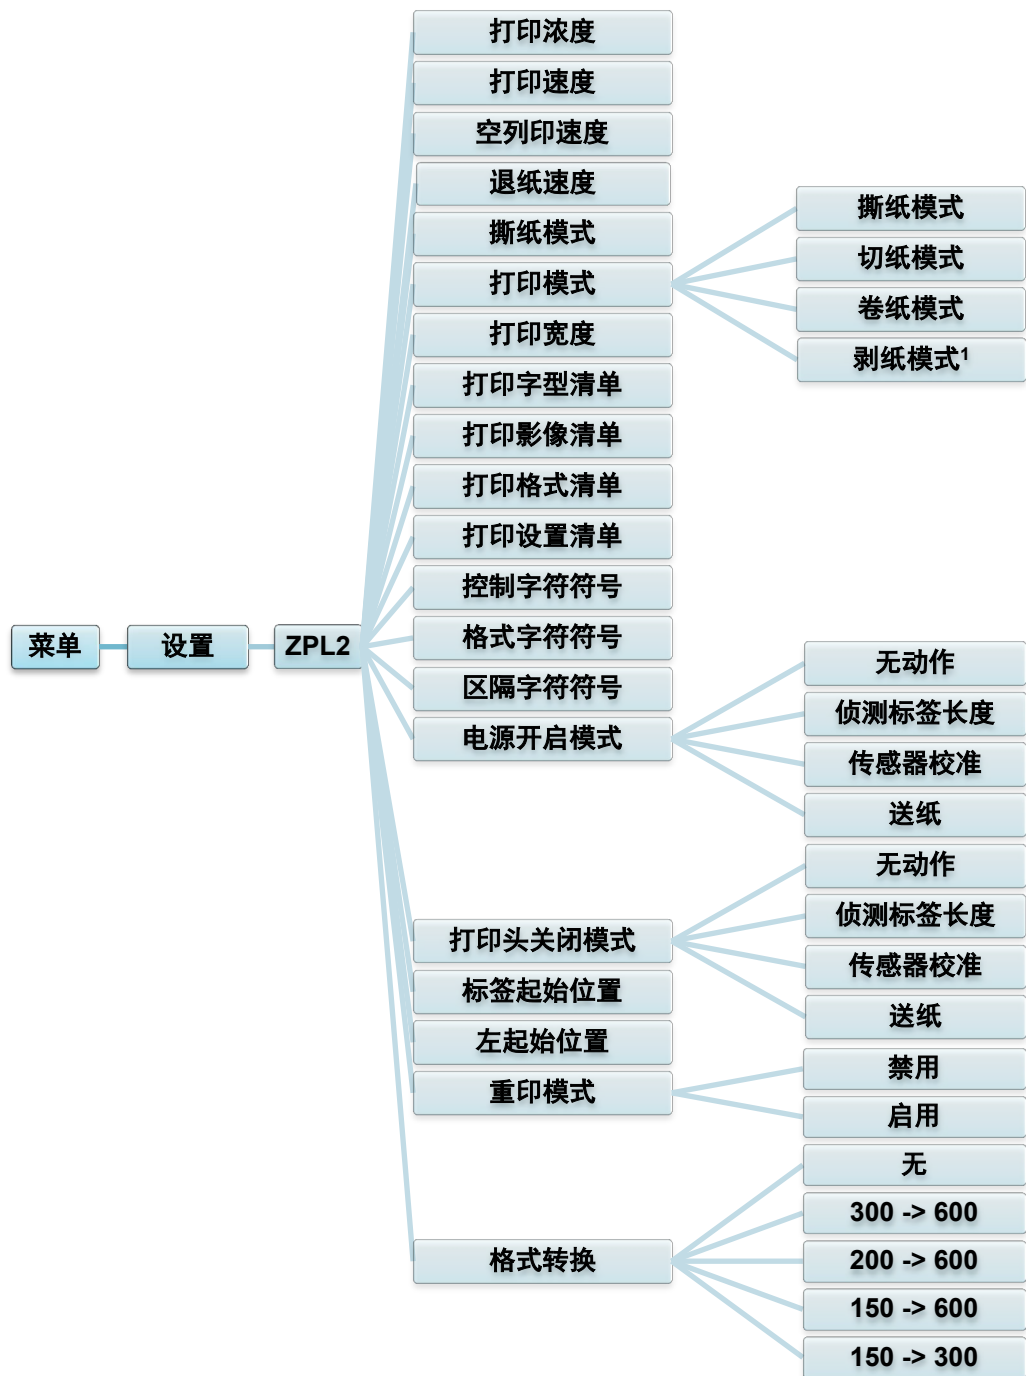 打印浓度
打印速度
空列印速度
退纸速度
撕纸模式
打印模式
撕纸模式
切纸模式
卷纸模式
剥纸模式¹
打印宽度
打印字型清单
打印影像清单
打印格式清单
打印设置清单
控制字符符号
格式字符符号
区隔字符符号
菜单
设置
ZPL2
电源开启模式
无动作
侦测标签长度
传感器校准
送纸
打印头关闭模式
无动作
侦测标签长度
传感器校准
送纸
标签起始位置
左起始位置
重印模式
禁用
启用
格式转换
无
300 -> 600
200 -> 600
150 -> 600
150 -> 300